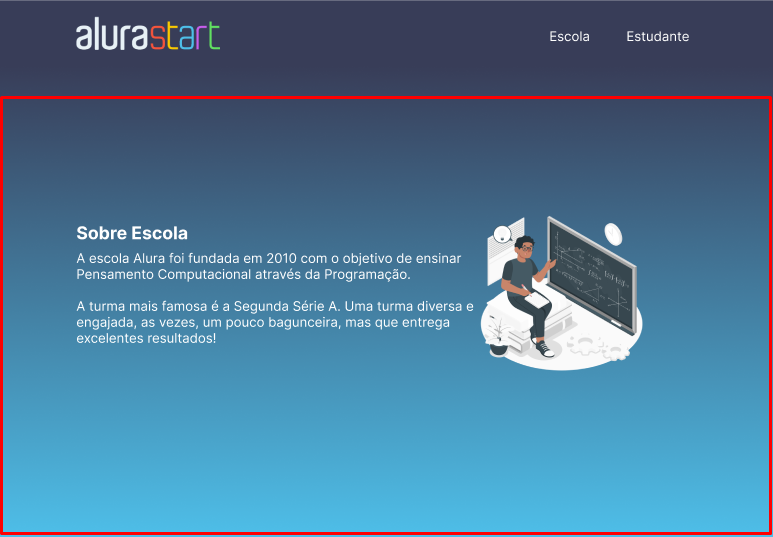 alurastart
Escola
Estudante
Sobre Escola
A escola Alura foi fundada em 2010 com o objetivo de ensinar
Pensamento Computacional através da Programação.
A turma mais famosa é a Segunda Série A. Uma turma diversa e
engajada, as vezes, um pouco bagunceira, mas que entrega
excelentes resultados!